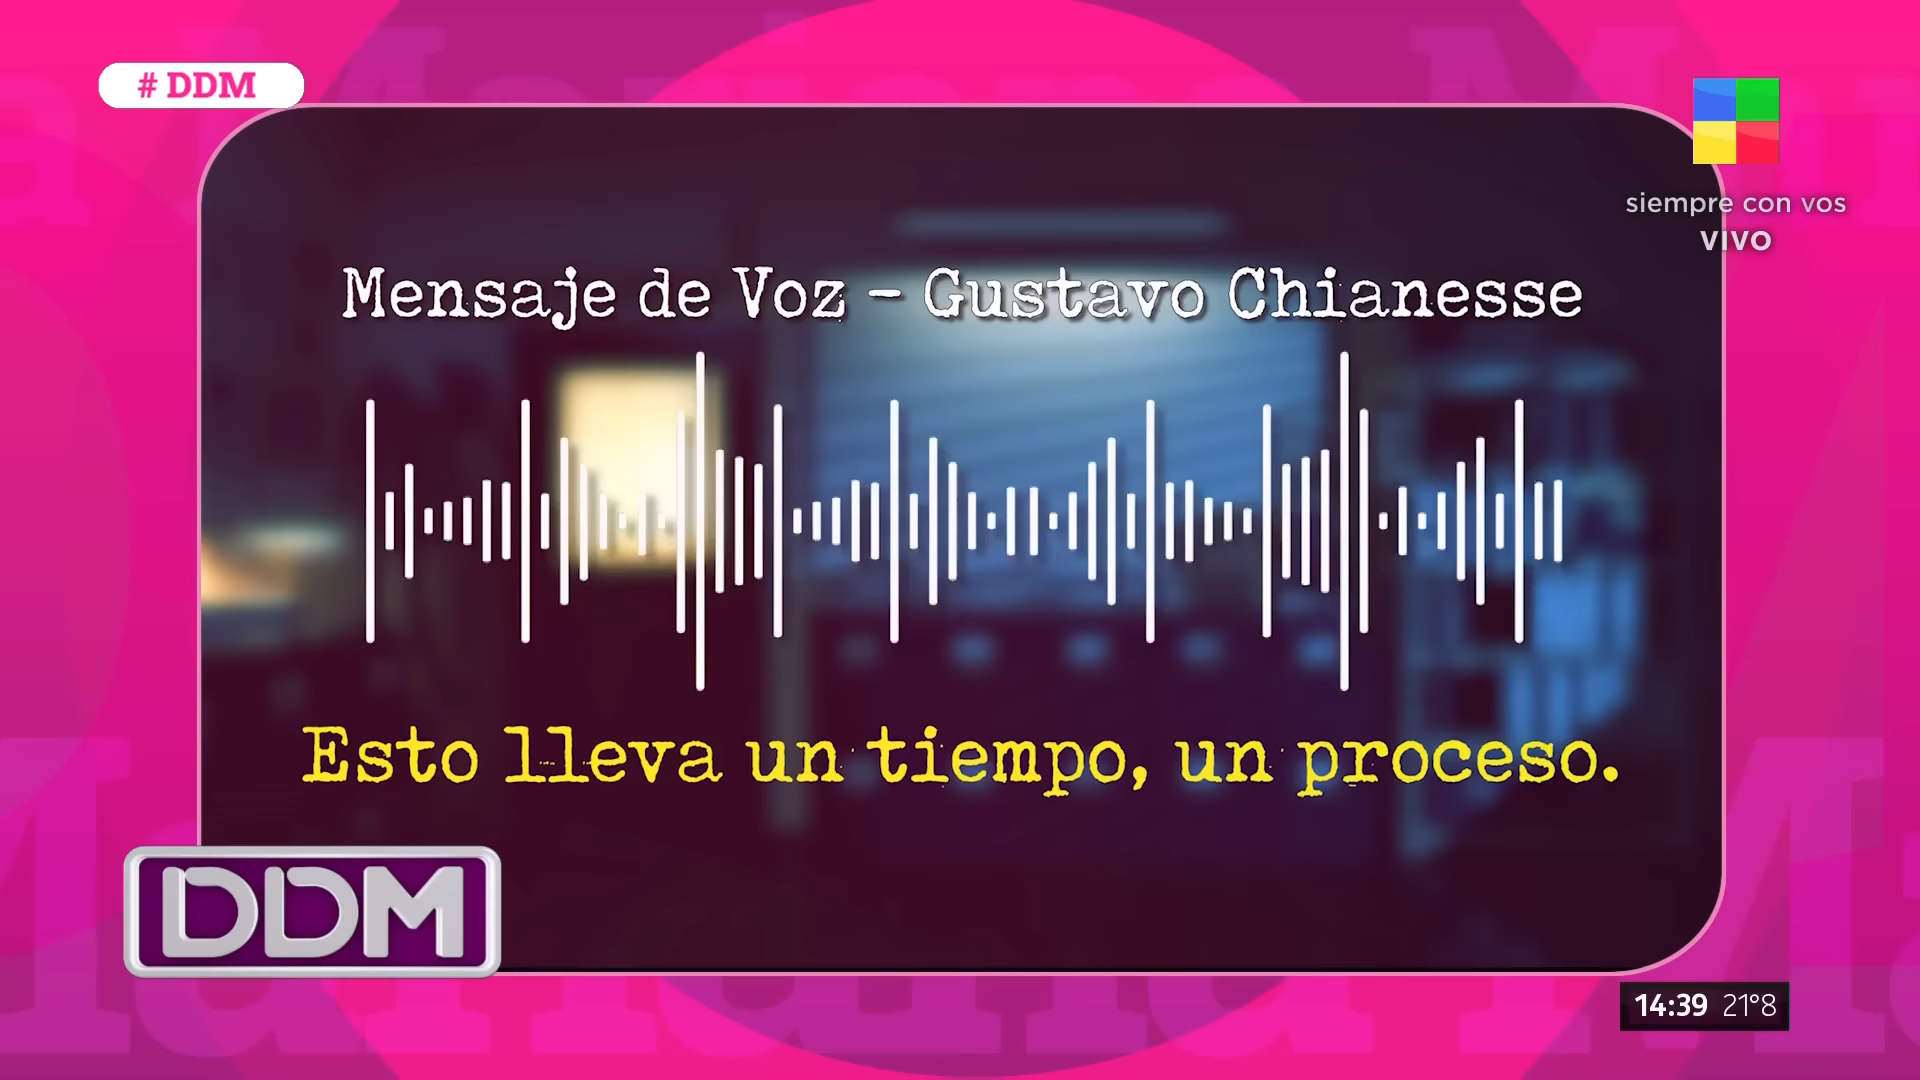 # DDM
siempre con vos
VIVO
Mensaje de Voz - Gustavo Chianesse
Esto lleva un tiempo, un proceso.
DDM
14:39 21°8